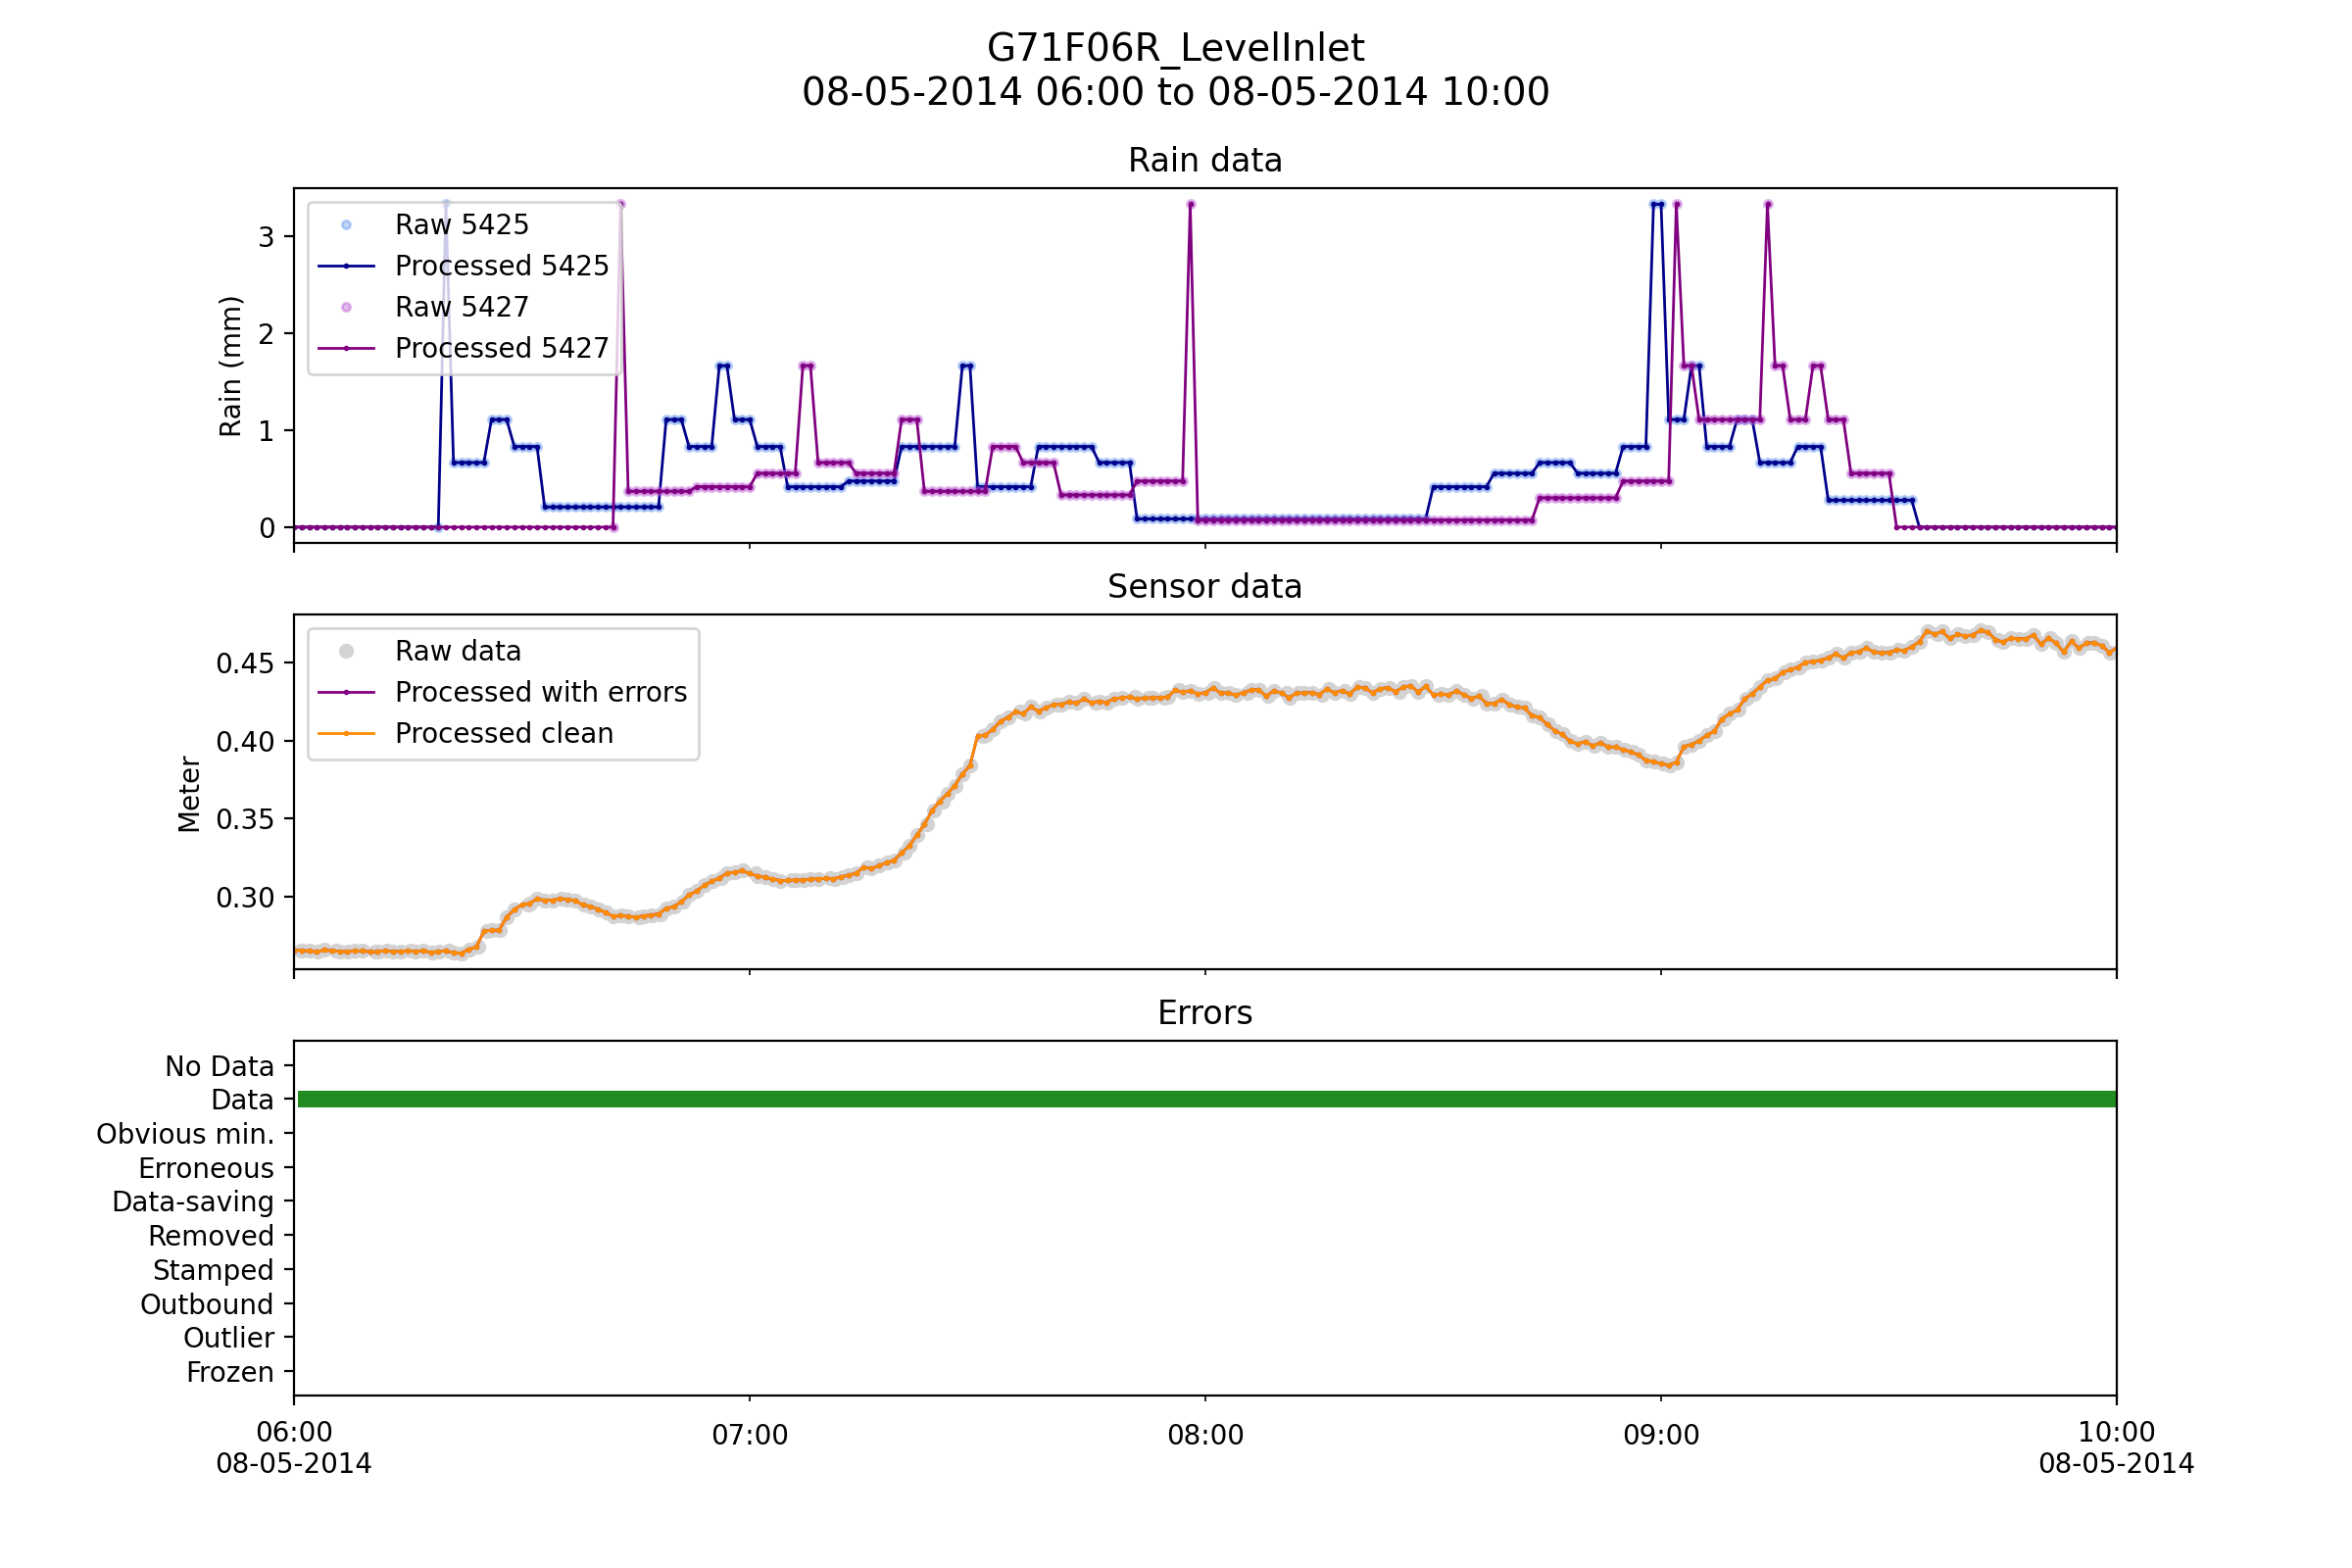 G71F06R_LevelInlet
08-05-2014 06:00 to 08-05-2014 10:00
Rain data
Rain (mm)
3
2
1
0
Raw 5425
Processed 5425
Raw 5427
Processed 5427
Sensor data
Meter
0.45
0.40
0.35
0.30
Raw data
Processed with errors
Processed clean
Errors
No Data
Data
Obvious min.
Erroneous
Data-saving
Removed
Stamped
Outbound
Outlier
Frozen
06:00
08-05-2014
07:00
08:00
09:00
10:00
08-05-2014